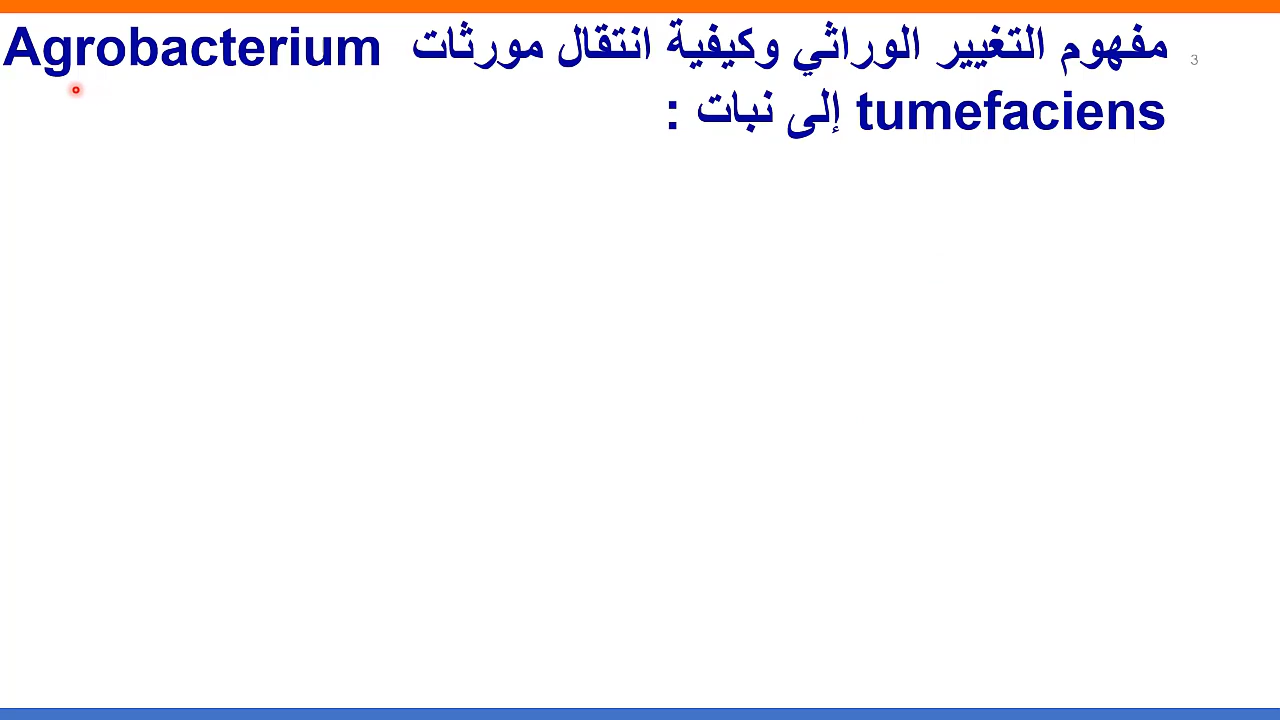 مفهوم التغيير الوراثي وكيفية انتقال مورثات Agrobacterium
tumefaciens إلى نبات :
3